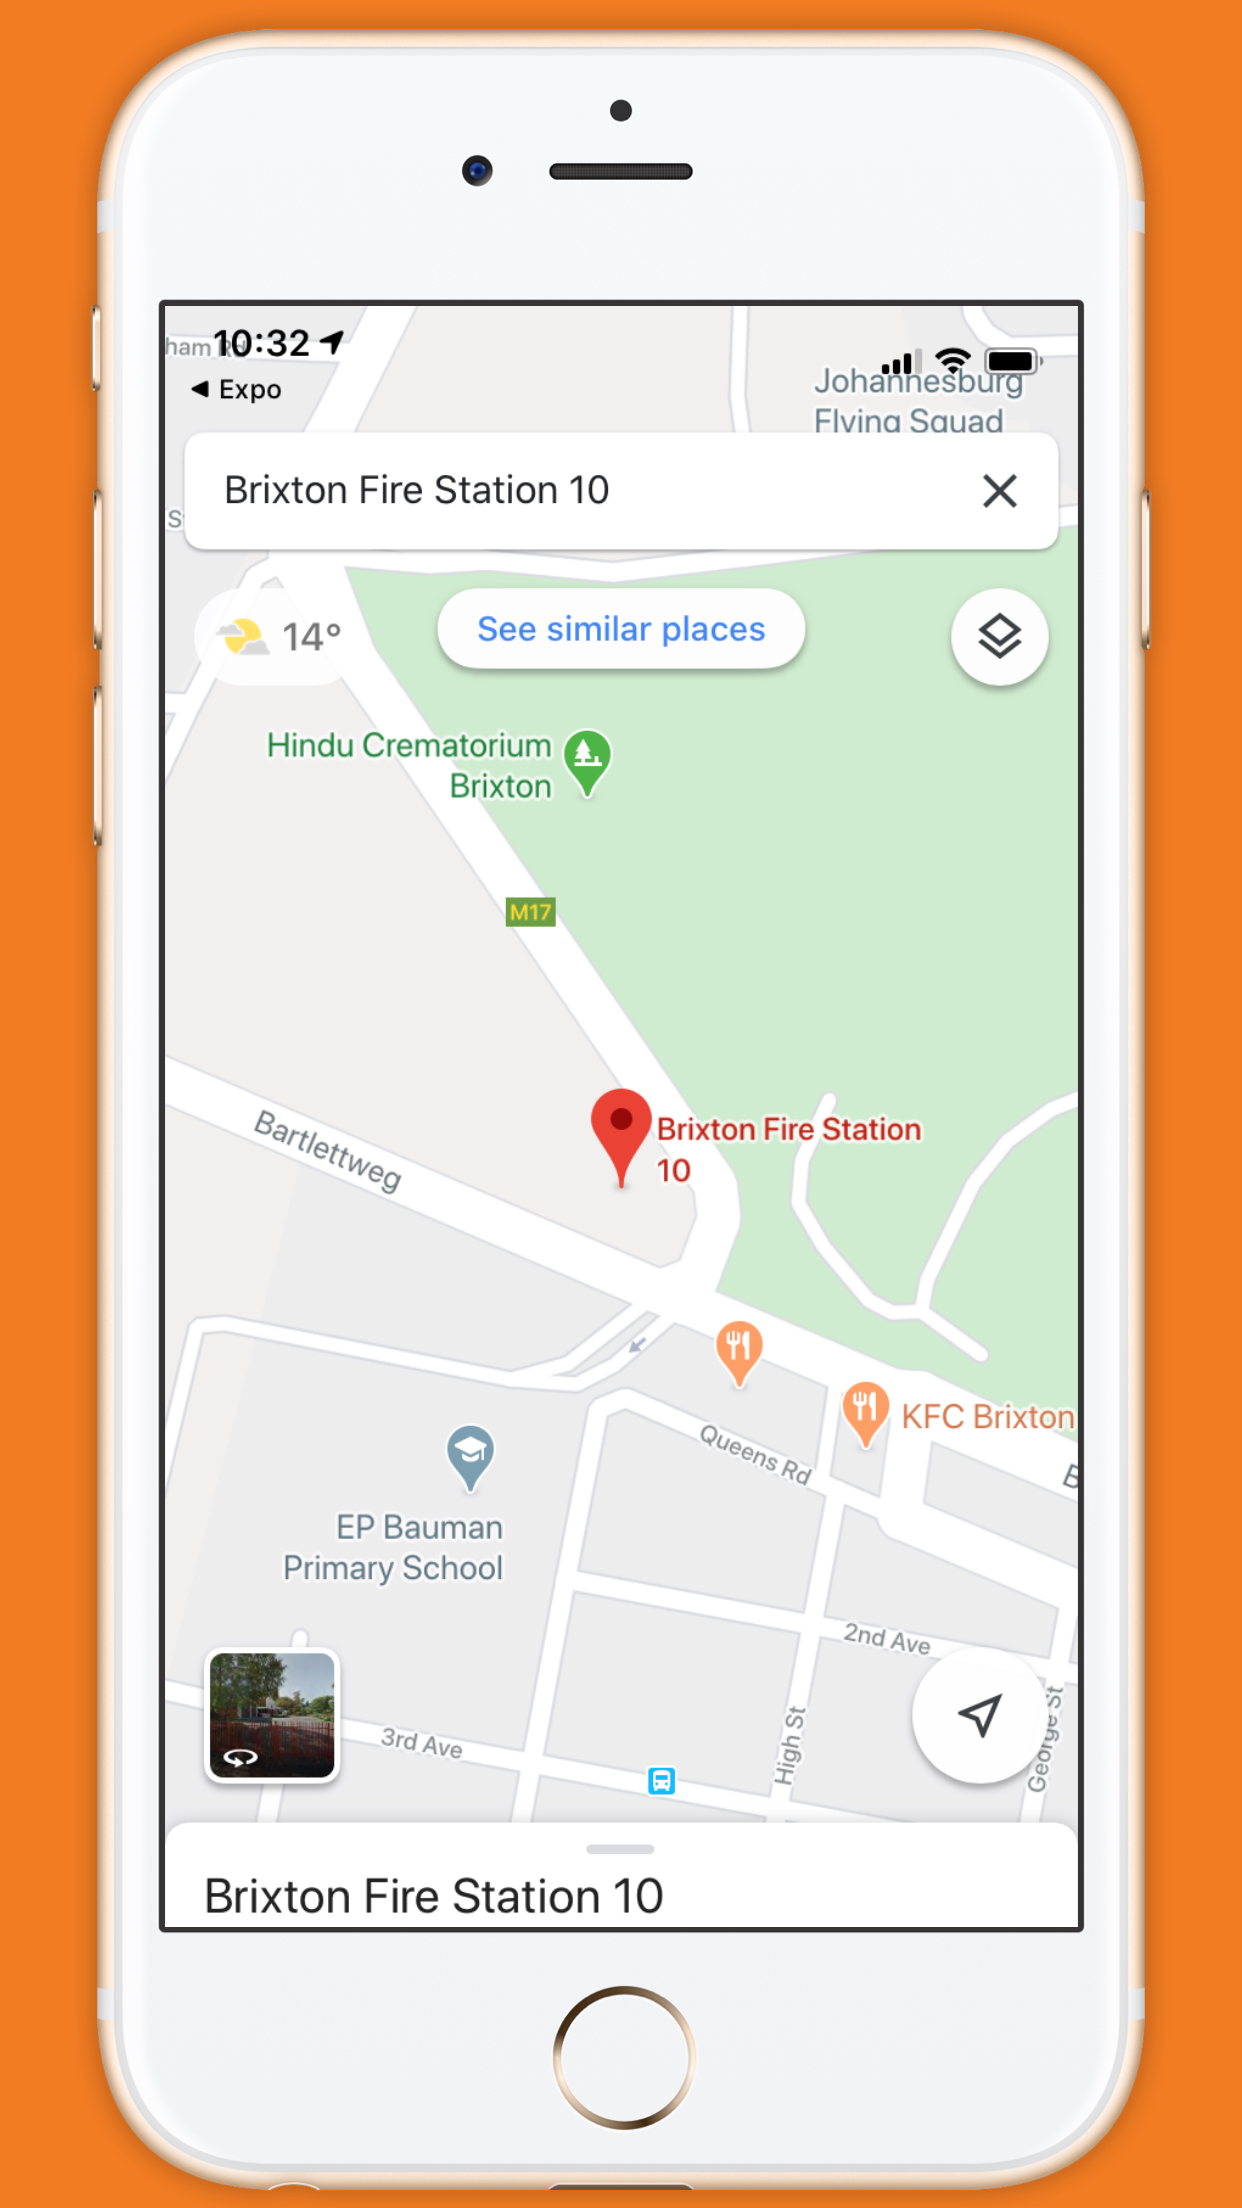 10:32
ham Rd
Expo
Johannesburg
Flying Squad
Brixton Fire Station 10
14°
See similar places
Hindu Crematorium
Brixton
M17
Bartlettweg
Brixton Fire Station
10
KFC Brixton
Queens Rd
B
EP Bauman
Primary School
2nd Ave
3rd Ave
High St
George St
Brixton Fire Station 10